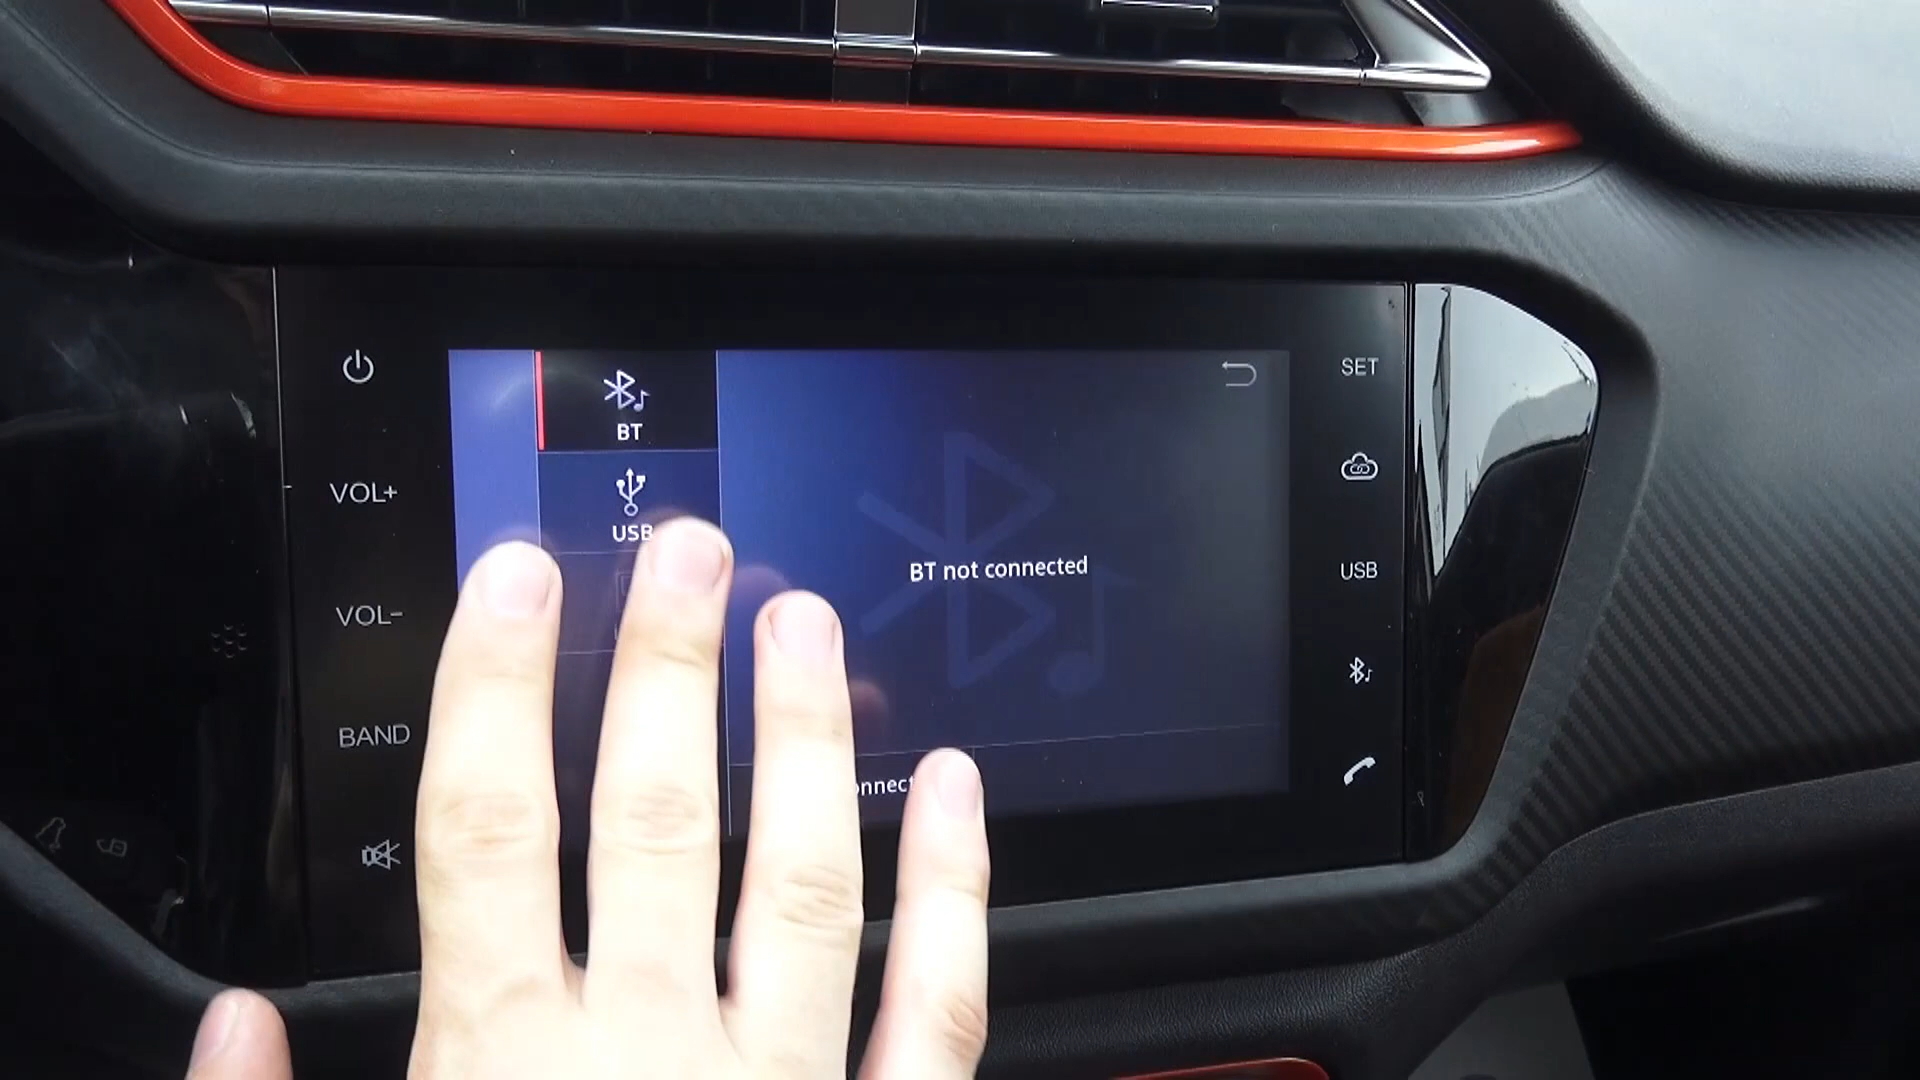 VOL+
VOL-
BAND
BT
USB
BT not connected
SET
USB